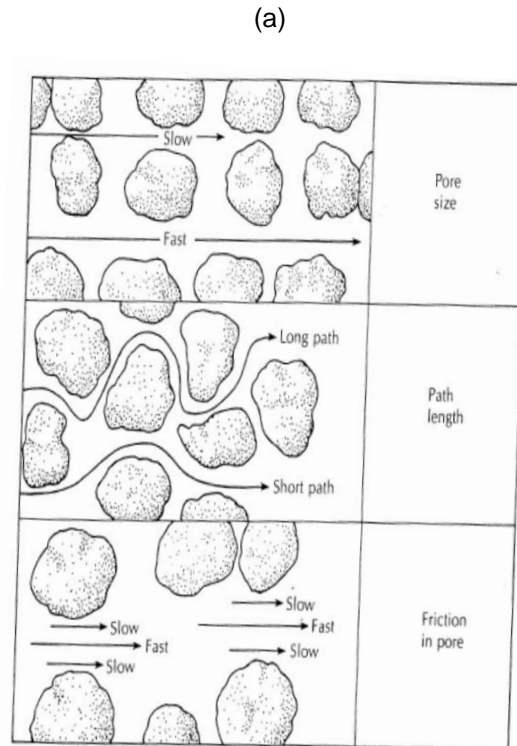 (a)
Slow
Pore
size
Fast
Long path
Path
length
Short path
Slow
Slow
Fast
Fast
Friction
in pore
Slow
Slow